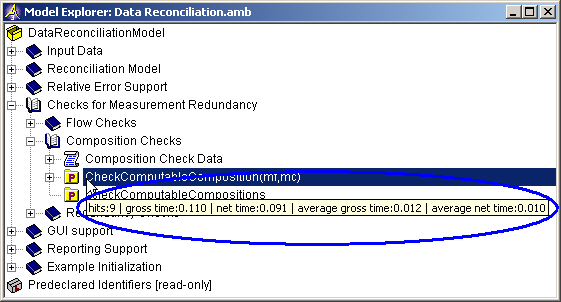 Model Explorer: Data Reconciliation.amb
DataReconciliationModel
Input Data
Reconciliation Model
Relative Error Support
Checks for Measurement Redundancy
Flow Checks
Composition Checks
Composition Check Data
P CheckComputableComposition(mf,mc)
P CheckComputableCompositions
hits:9 | gross time:0.110 | net time:0.091 | average gross time:0.012 | average net time:0.010
GUI support
Reporting Support
Example Initialization
Predeclared Identifiers [read-only]